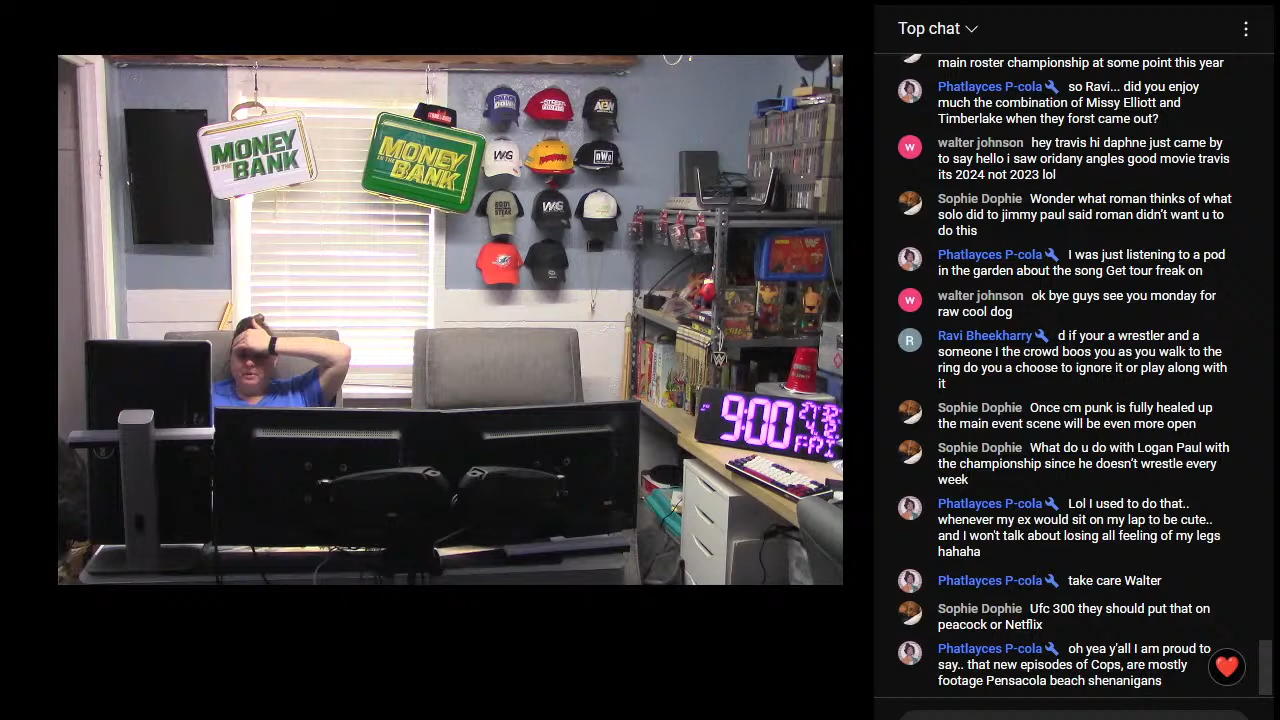 Top chat
main roster championship at some point this year
Phatlayces P-cola so Ravi... did you enjoy
much the combination of Missy Elliott and
Timberlake when they forst came out?
walter johnson hey travis hi daphne just came by
to say hello i saw oridany angles good movie travis
its 2024 not 2023 lol
Sophie Dophie Wonder what roman thinks of what
solo did to jimmy paul said roman didn't want u to
do this
Phatlayces P-cola I was just listening to a pod
in the garden about the song Get tour freak on
walter johnson ok bye guys see you monday for
raw cool dog
Ravi Bheekharry d if your a wrestler and a
someone I the crowd boos you as you walk to the
ring do you a choose to ignore it or play along with
it
Sophie Dophie Once cm punk is fully healed up
the main event scene will be even more open
Sophie Dophie What do u do with Logan Paul with
the championship since he doesn't wrestle every
week
Phatlayces P-cola Lol I used to do that..
whenever my ex would sit on my lap to be cute..
and I won't talk about losing all feeling of my legs
hahaha
Phatlayces P-cola take care Walter
Sophie Dophie Ufc 300 they should put that on
peacock or Netflix
Phatlayces P-cola oh yea y'all I am proud to
say.. that new episodes of Cops, are mostly
footage Pensacola beach shenanigans
MONEY
IN THE
BANK
MONEY
IN THE
BANK
W&G
nWo
W&G
9:00
FRI